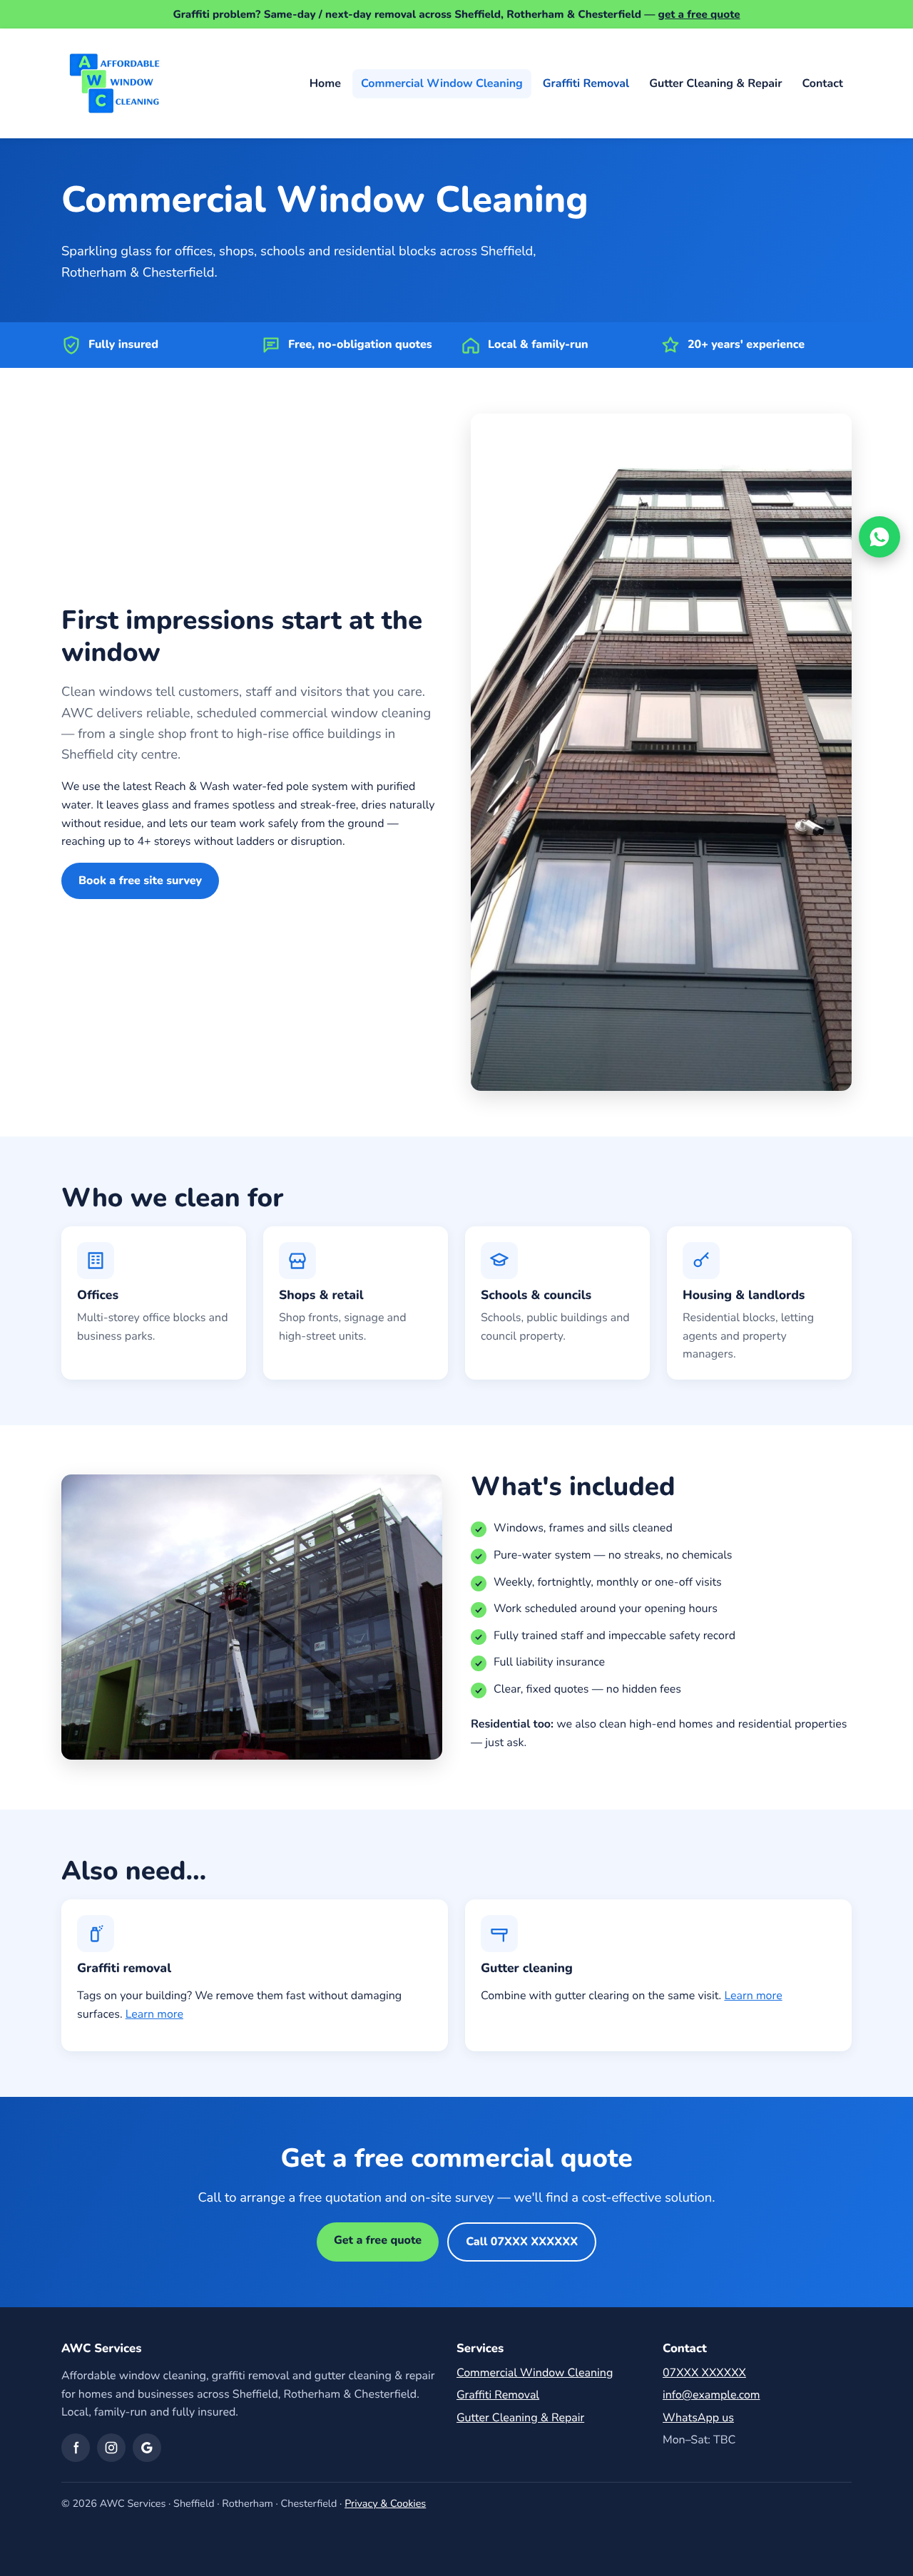 Graffiti problem? Same-day / next-day removal across Sheffield, Rotherham & Chesterfield — get a free quote
A AFFORDABLE
W WINDOW
C CLEANING
Home Commercial Window Cleaning Graffiti Removal Gutter Cleaning & Repair Contact
Commercial Window Cleaning
Sparkling glass for offices, shops, schools and residential blocks across Sheffield,
Rotherham & Chesterfield.
Fully insured Free, no-obligation quotes Local & family-run 20+ years' experience
First impressions start at the
window
Clean windows tell customers, staff and visitors that you care.
AWC delivers reliable, scheduled commercial window cleaning
— from a single shop front to high-rise office buildings in
Sheffield city centre.
We use the latest Reach & Wash water-fed pole system with purified
water. It leaves glass and frames spotless and streak-free, dries naturally
without residue, and lets our team work safely from the ground —
reaching up to 4+ storeys without ladders or disruption.
Book a free site survey
Who we clean for
Offices
Multi-storey office blocks and
business parks.
Shops & retail
Shop fronts, signage and
high-street units.
Schools & councils
Schools, public buildings and
council property.
Housing & landlords
Residential blocks, letting
agents and property
managers.
What's included
Windows, frames and sills cleaned
Pure-water system — no streaks, no chemicals
Weekly, fortnightly, monthly or one-off visits
Work scheduled around your opening hours
Fully trained staff and impeccable safety record
Full liability insurance
Clear, fixed quotes — no hidden fees
Residential too: we also clean high-end homes and residential properties
— just ask.
Also need…
Graffiti removal
Tags on your building? We remove them fast without damaging
surfaces. Learn more
Gutter cleaning
Combine with gutter clearing on the same visit. Learn more
Get a free commercial quote
Call to arrange a free quotation and on-site survey — we'll find a cost-effective solution.
Get a free quote Call 07XXX XXXXXX
AWC Services
Affordable window cleaning, graffiti removal and gutter cleaning & repair
for homes and businesses across Sheffield, Rotherham & Chesterfield.
Local, family-run and fully insured.
Services
Commercial Window Cleaning
Graffiti Removal
Gutter Cleaning & Repair
Contact
07XXX XXXXXX
info@example.com
WhatsApp us
Mon–Sat: TBC
© 2026 AWC Services · Sheffield · Rotherham · Chesterfield · Privacy & Cookies